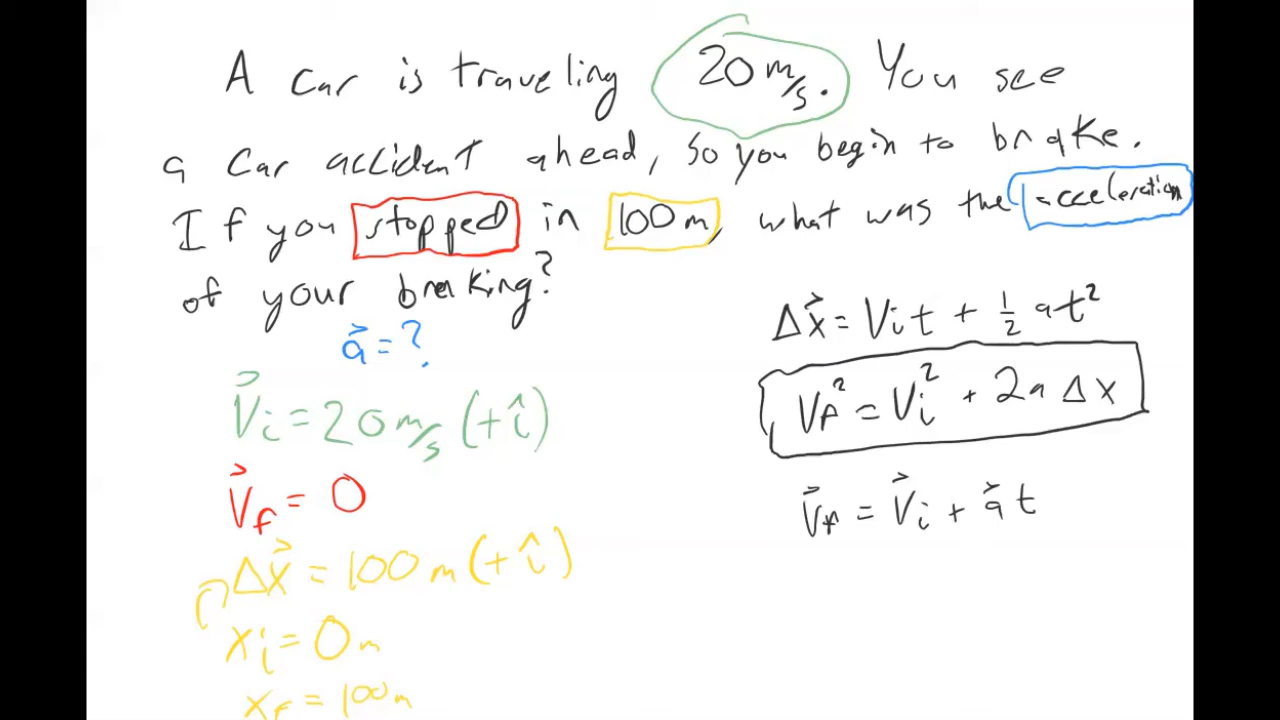 A car is traveling 20 m/s. You see
a car accident ahead, so you begin to brake.
If you stopped in 100 m, what was the acceleration
of your braking?
a⃗ = ?
V⃗i = 20 m/s (+î)
V⃗f = 0
Δx⃗ = 100 m (+î)
xi = 0 m
xf = 100 m
Δx⃗ = Vit + 1/2 at²
Vf² = Vi² + 2a Δx
V⃗f = V⃗i + a⃗t